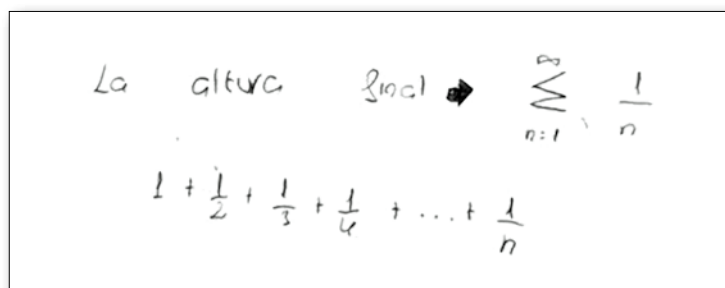 La altura final ➡ ∑_{n=1}^{∞} 1/n
1 + 1/2 + 1/3 + 1/4 + ... + 1/n